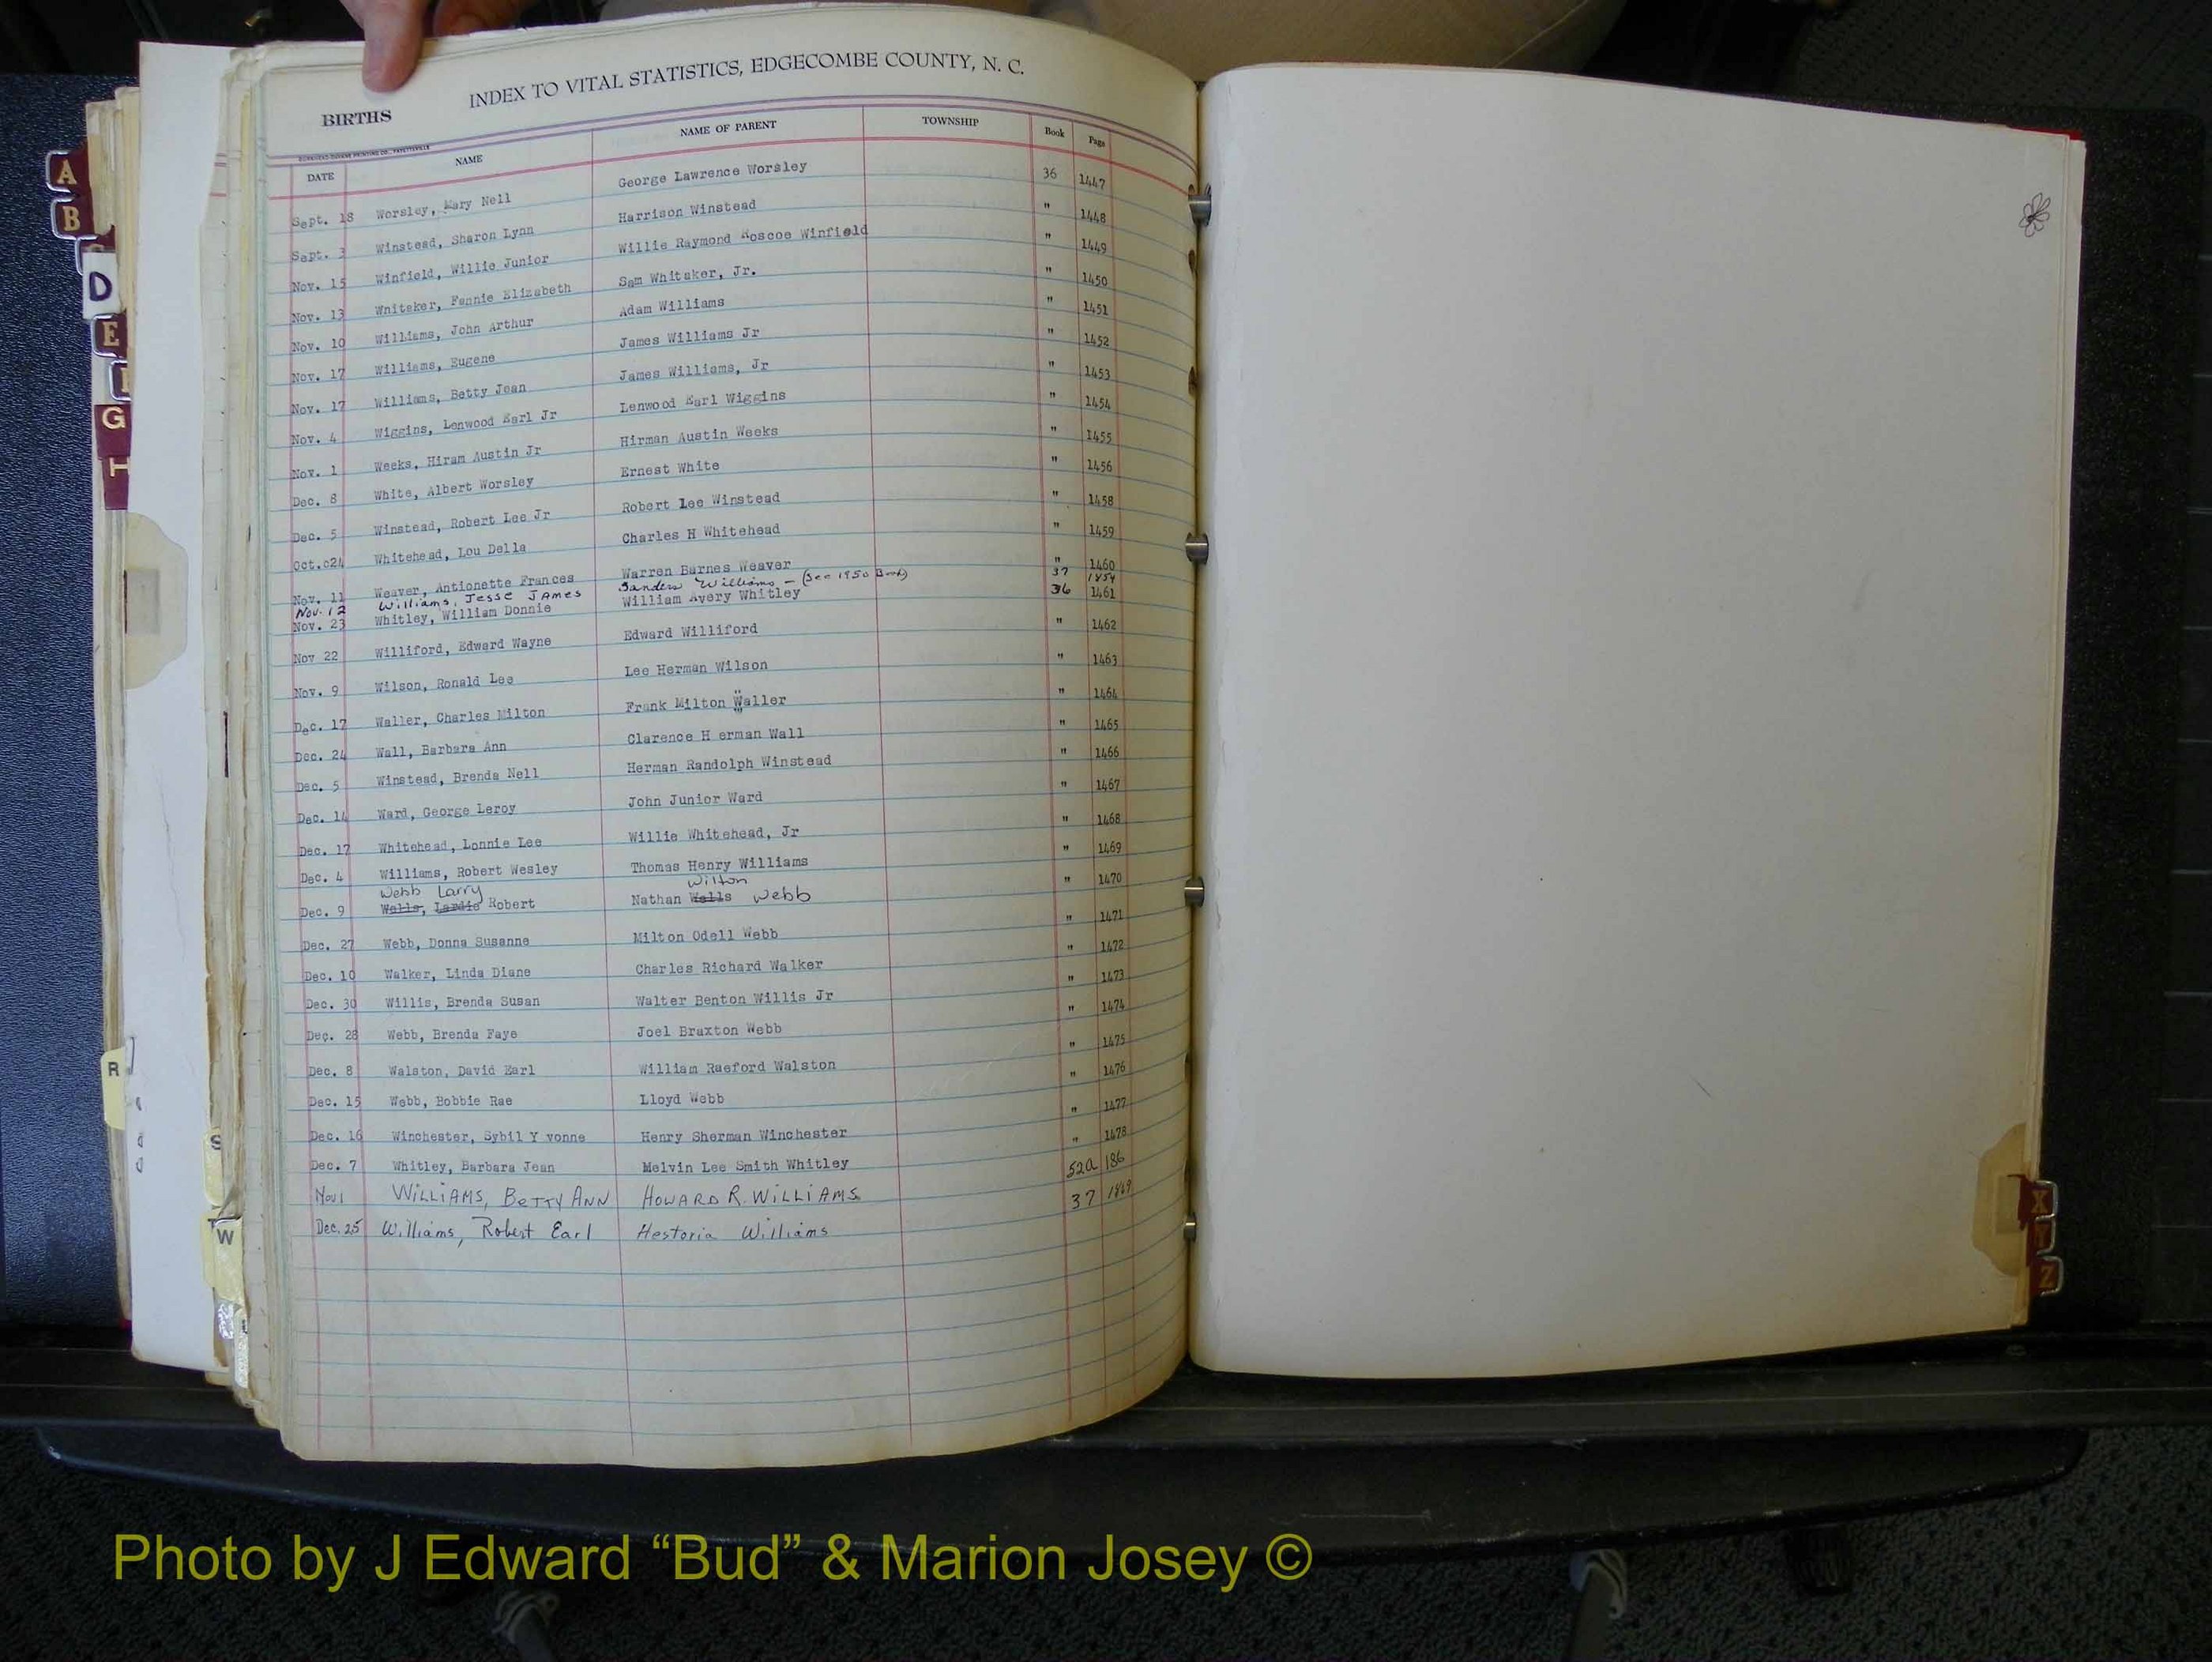 INDEX TO VITAL STATISTICS, EDGECOMBE COUNTY, N. C.
BIRTHS
DATE NAME NAME OF PARENT TOWNSHIP Book Page
Sept. 18 Worsley, Mary Nell George Lawrence Worsley 36 1447
Sept. 3 Winstead, Sharon Lynn Harrison Winstead " 1448
Nov. 15 Winfield, Willie Junior Willie Raymond Roscoe Winfield " 1449
Nov. 13 Whitaker, Fannie Elizabeth Sam Whitaker, Jr. " 1450
Nov. 10 Williams, John Arthur Adam Williams " 1451
Nov. 17 Williams, Eugene James Williams Jr " 1452
Nov. 17 Williams, Betty Jean James Williams, Jr " 1453
Nov. 4 Wiggins, Lenwood Earl Jr Lenwood Earl Wiggins " 1454
Nov. 1 Weeks, Hiram Austin Jr Hirman Austin Weeks " 1455
Dec. 8 White, Albert Worsley Ernest White " 1456
Dec. 5 Winstead, Robert Lee Jr Robert Lee Winstead " 1458
Oct. 24 Whitehead, Lou Della Charles H Whitehead " 1459
Nov. 11 Weaver, Antionette Frances Warren Barnes Weaver " 1460
Nov. 12 Williams, Jesse JAmes Sanders Williams - (See 1950 Book) 37 1854
Nov. 23 Whitley, William Donnie William Avery Whitley 36 1461
Nov 22 Williford, Edward Wayne Edward Williford " 1462
Nov. 9 Wilson, Ronald Lee Lee Herman Wilson " 1463
Dec. 17 Waller, Charles Milton Frank Milton Waller " 1464
Dec. 24 Wall, Barbara Ann Clarence H erman Wall " 1465
Dec. 5 Winstead, Brenda Nell Herman Randolph Winstead " 1466
Dec. 14 Ward, George Leroy John Junior Ward " 1467
Dec. 17 Whitehead, Lonnie Lee Willie Whitehead, Jr " 1468
Dec. 4 Williams, Robert Wesley Thomas Henry Williams " 1469
Webb Larry Wilton
Dec. 9 Walls, Lardie Robert Nathan Walls Webb " 1470
Dec. 27 Webb, Donna Susanne Milton Odell Webb " 1471
Dec. 10 Walker, Linda Diane Charles Richard Walker " 1472
Dec. 30 Willis, Brenda Susan Walter Benton Willis Jr " 1473
Dec. 28 Webb, Brenda Faye Joel Braxton Webb " 1474
Dec. 8 Walston, David Earl William Raeford Walston " 1475
Dec. 15 Webb, Bobbie Rae Lloyd Webb " 1476
Dec. 16 Winchester, Sybil Y vonne Henry Sherman Winchester " 1477
Dec. 7 Whitley, Barbara Jean Melvin Lee Smith Whitley " 1478
Nov 1 WILLIAMS, BETTY ANN HOWARD R. WILLIAMS 52a 186
Dec. 25 Williams, Robert Earl Hestoria Williams 37 1869
A
B
D
E
G
H
R
S
T
W
X
Z
Photo by J Edward “Bud” & Marion Josey ©